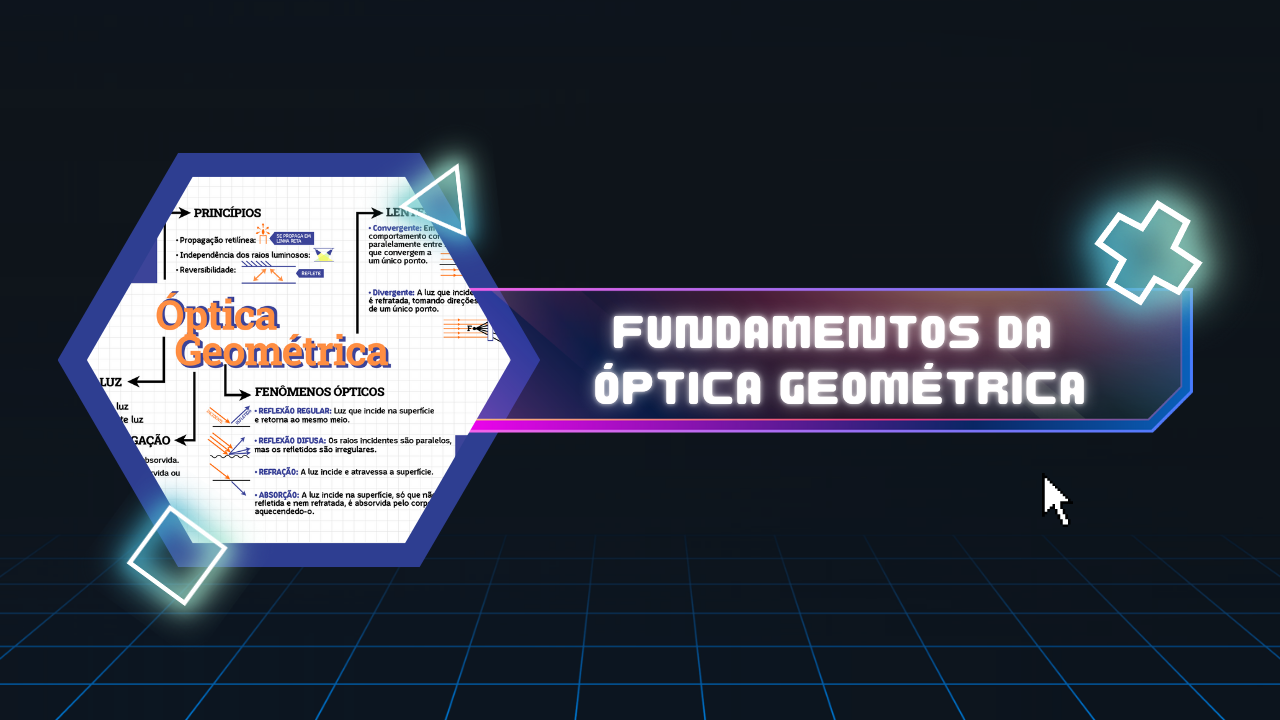 PRINCÍPIOS
• Propagação retilínea:
SE PROPAGA EM
LINHA RETA
• Independência dos raios luminosos:
• Reversibilidade:
REFLETE
LENT
• Convergente: Em
comportamento con
paralelamente entre
que convergem a
um único ponto.
• Divergente: A luz que incide
é refratada, tomando direções
de um único ponto.
F
Óptica
Geométrica
LUZ
luz
te luz
GAÇÃO
absorvida.
vida ou
FENÔMENOS ÓPTICOS
• REFLEXÃO REGULAR: Luz que incide na superfície
e retorna ao mesmo meio.
• REFLEXÃO DIFUSA: Os raios incidentes são paralelos,
mas os refletidos são irregulares.
• REFRAÇÃO: A luz incide e atravessa a superfície.
• ABSORÇÃO: A luz incide na superfície, só que não
refletida e nem refratada, é absorvida pelo corpo
aquecendedo-o.
FUNDAMENTOS DA
ÓPTICA GEOMÉTRICA